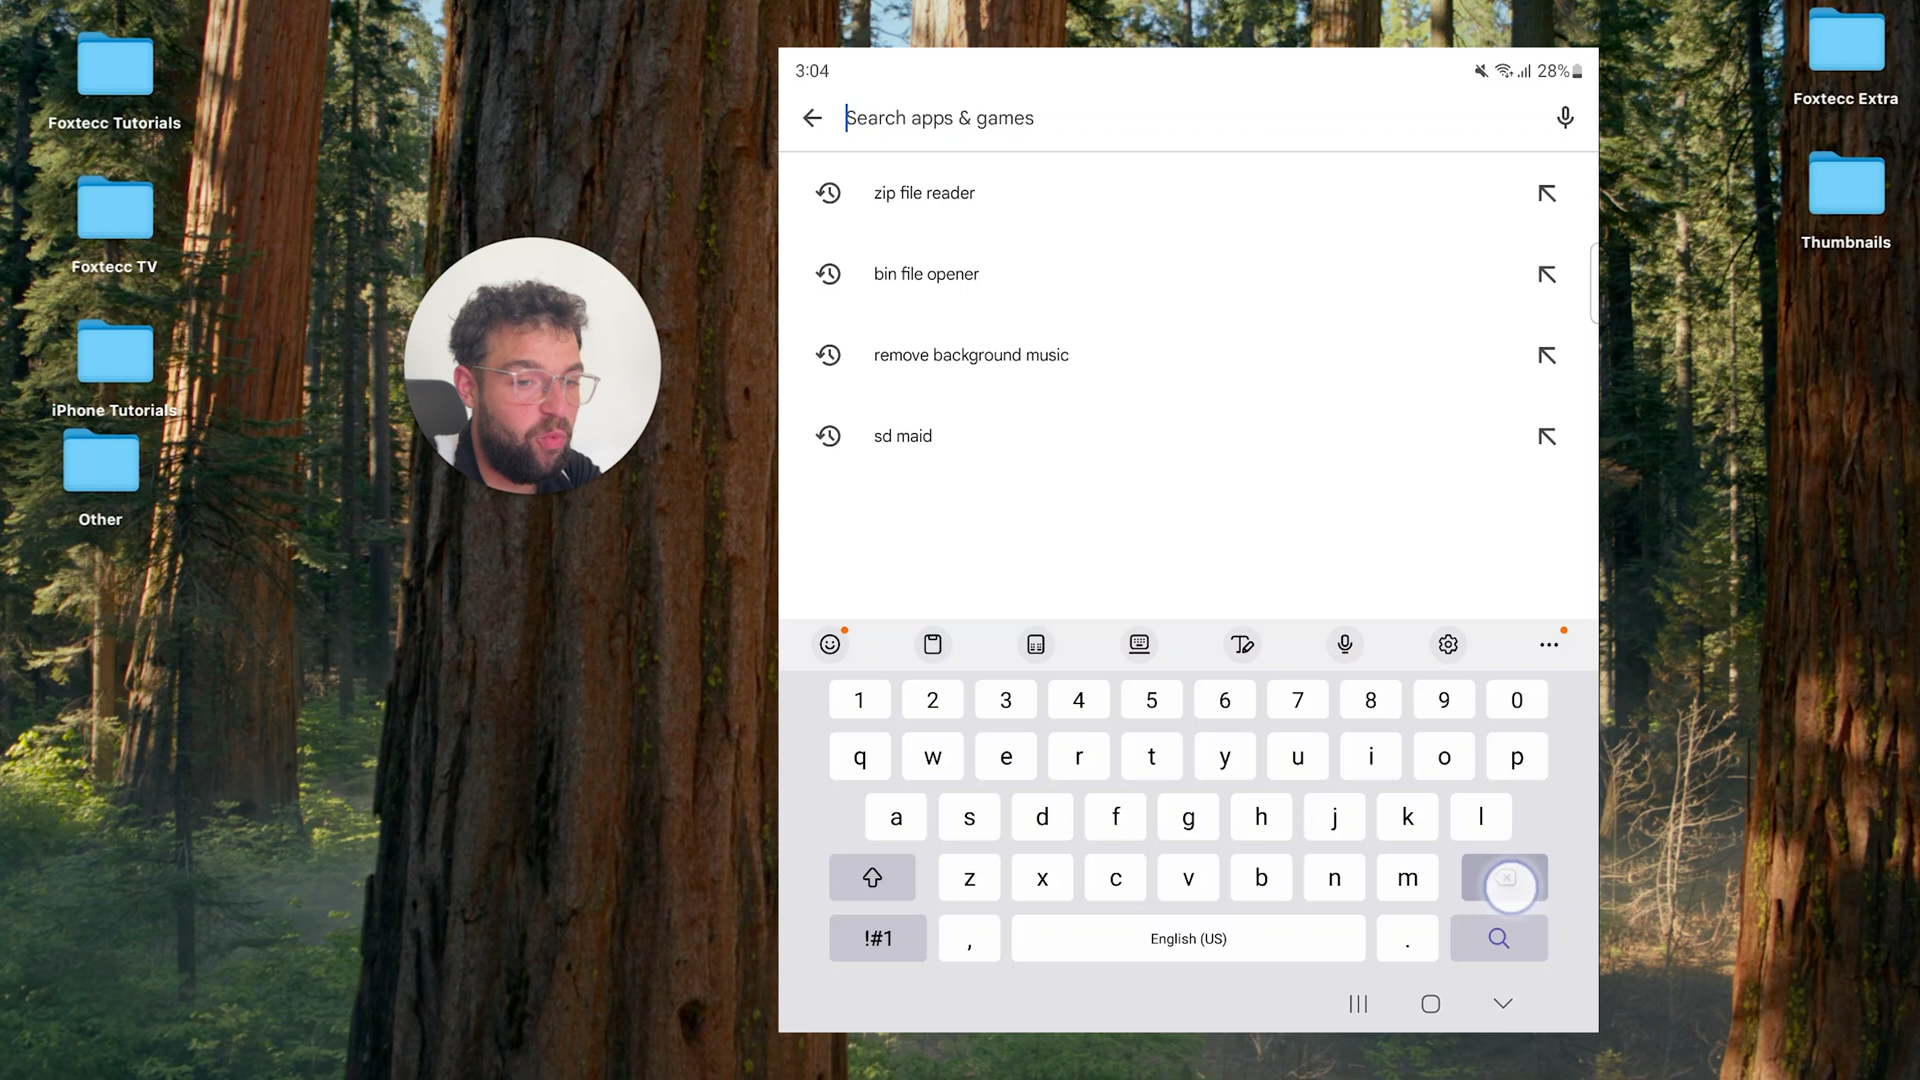 Foxtecc Tutorials
Foxtecc TV
iPhone Tutorials
Other
3:04
28%
Search apps & games
zip file reader
bin file opener
remove background music
sd maid
1 2 3 4 5 6 7 8 9 0
q w e r t y u i o p
a s d f g h j k l
z x c v b n m
!#1 , English (US) .
Foxtecc Extra
Thumbnails